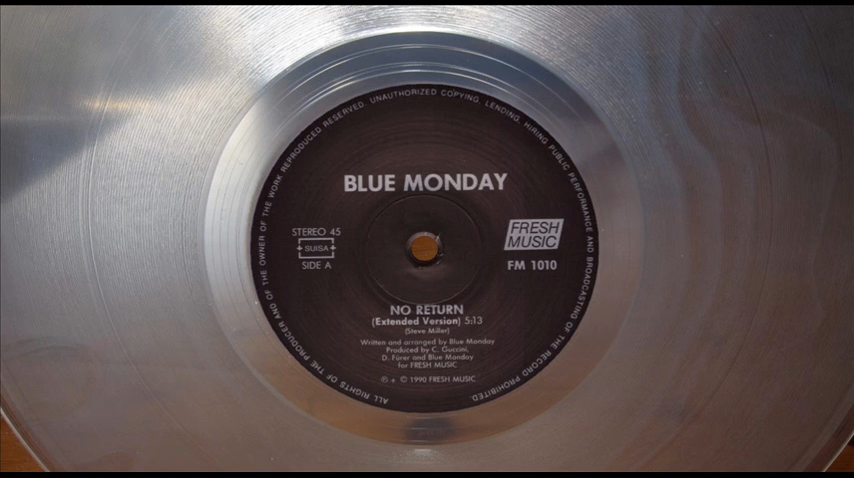 ALL RIGHTS OF THE PRODUCER AND OF THE OWNER OF THE WORK REPRODUCED RESERVED. UNAUTHORIZED COPYING, LENDING, HIRING PUBLIC PERFORMANCE AND BROADCASTING OF THE RECORD PROHIBITED.
BLUE MONDAY
STEREO 45
SUISA
SIDE A
FRESH
MUSIC
FM 1010
NO RETURN
(Extended Version) 5:13
(Steve Miller)
Written and arranged by Blue Monday
Produced by C. Guccini,
D. Fürer and Blue Monday
for FRESH MUSIC
℗ + © 1990 FRESH MUSIC